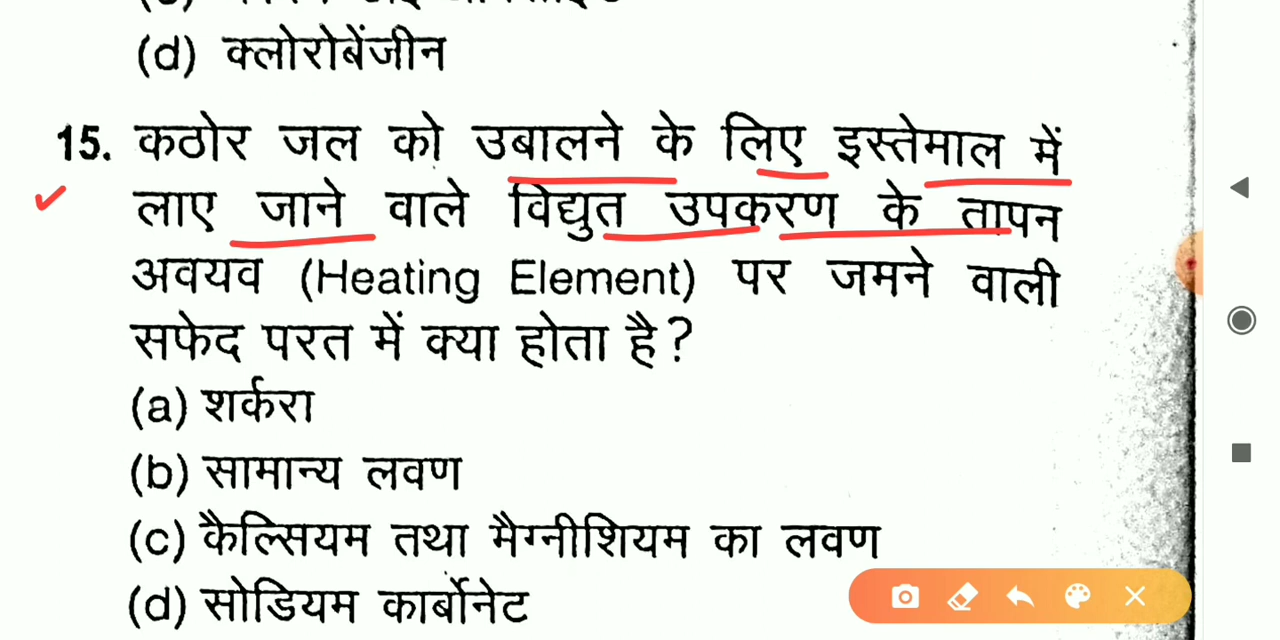 (d) क्लोरोबेंजीन
15. कठोर जल को उबालने के लिए इस्तेमाल में
लाए जाने वाले विद्युत उपकरण के तापन
अवयव (Heating Element) पर जमने वाली
सफेद परत में क्या होता है?
(a) शर्करा
(b) सामान्य लवण
(c) कैल्सियम तथा मैग्नीशियम का लवण
(d) सोडियम कार्बोनेट